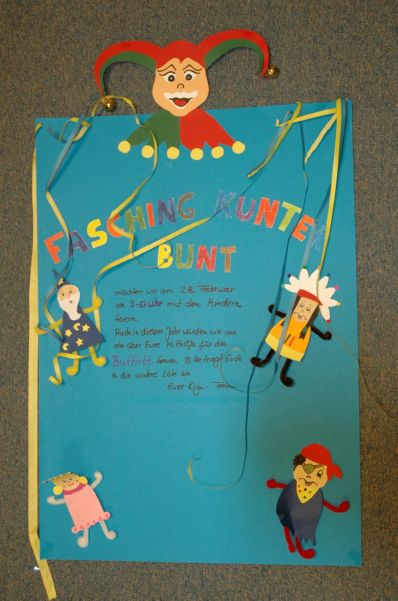 FASCHING KUNTER
BUNT
möchten wir am 28. Februar
von 9-12 Uhr mit den Kindern
feiern.
Auch in diesem Jahr würden wir uns
sehr über Eure Mithilfe für das
Buffett freuen. Bitte tragt Euch
in die untere Liste ein.
Euer Kiga- Team